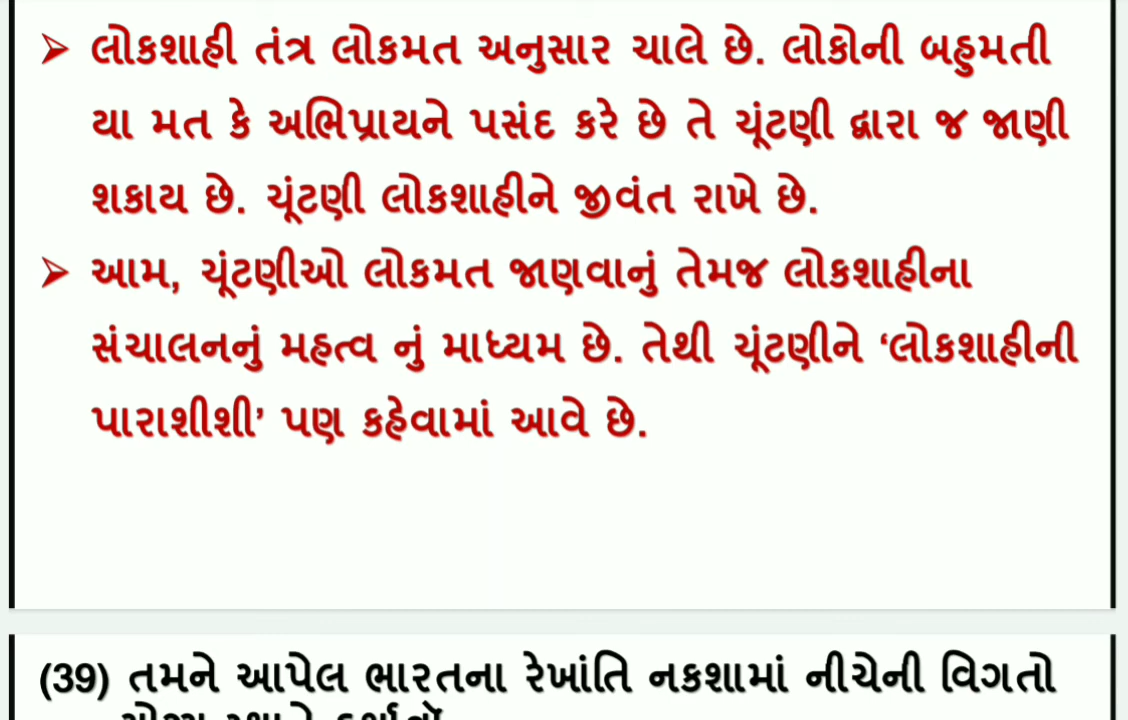 ➢ લોકશાહી તંત્ર લોકમત અનુસાર ચાલે છે. લોકોની બહુમતી
યા મત કે અભિપ્રાયને પસંદ કરે છે તે ચૂંટણી દ્વારા જ જાણી
શકાય છે. ચૂંટણી લોકશાહીને જીવંત રાખે છે.
➢ આમ, ચૂંટણીઓ લોકમત જાણવાનું તેમજ લોકશાહીના
સંચાલનનું મહત્વ નું માધ્યમ છે. તેથી ચૂંટણીને ‘લોકશાહીની
પારાશીશી’ પણ કહેવામાં આવે છે.
(39) તમને આપેલ ભારતના રેખાંતિ નકશામાં નીચેની વિગતો